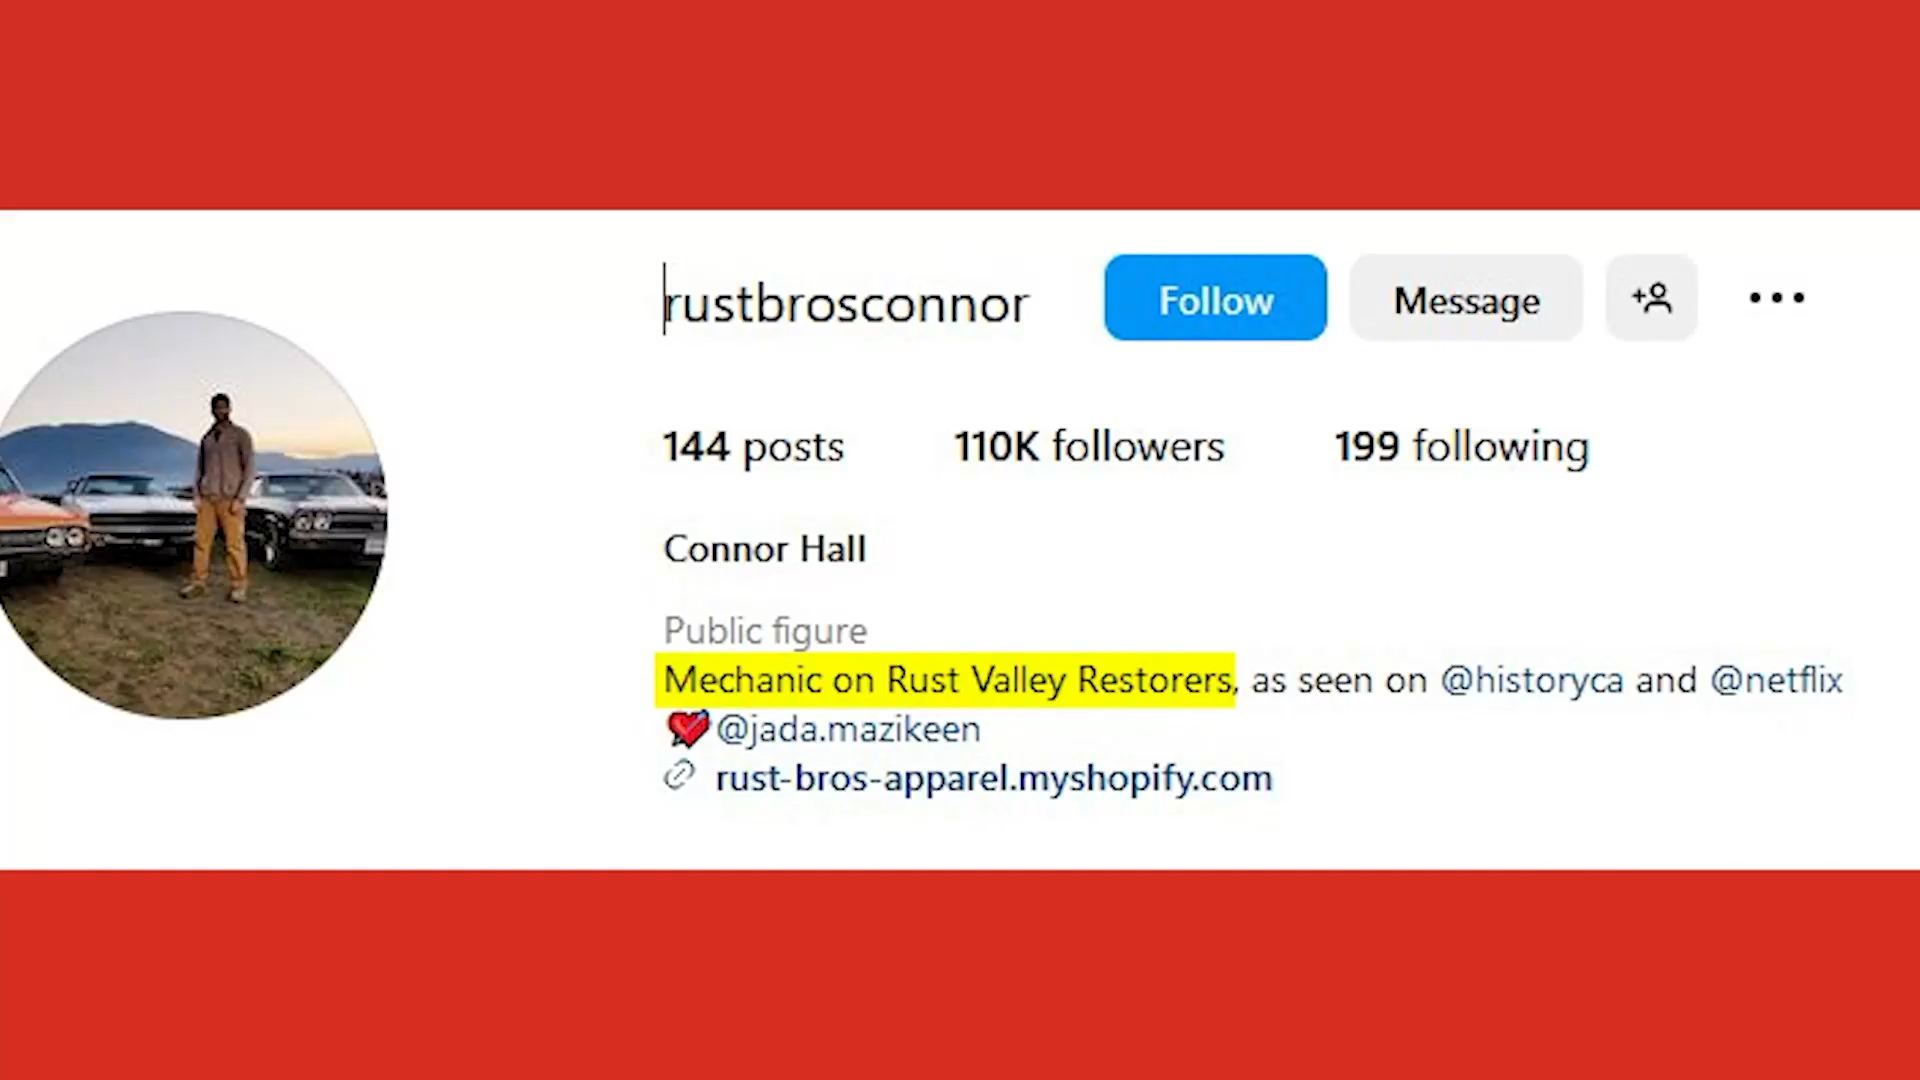 rustbrosconnor Follow Message
144 posts 110K followers 199 following
Connor Hall
Public figure
Mechanic on Rust Valley Restorers, as seen on @historyca and @netflix
@jada.mazikeen
rust-bros-apparel.myshopify.com